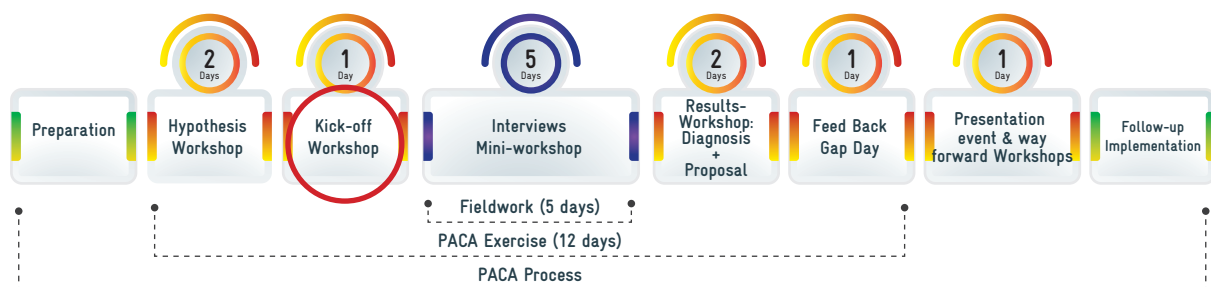 2
Days
1
Day
5
Days
2
Days
1
Day
1
Day
Preparation
Hypothesis
Workshop
Kick-off
Workshop
Interviews
Mini-workshop
Results-
Workshop:
Diagnosis
+
Proposal
Feed Back
Gap Day
Presentation
event & way
forward Workshops
Follow-up
Implementation
Fieldwork (5 days)
PACA Exercise (12 days)
PACA Process